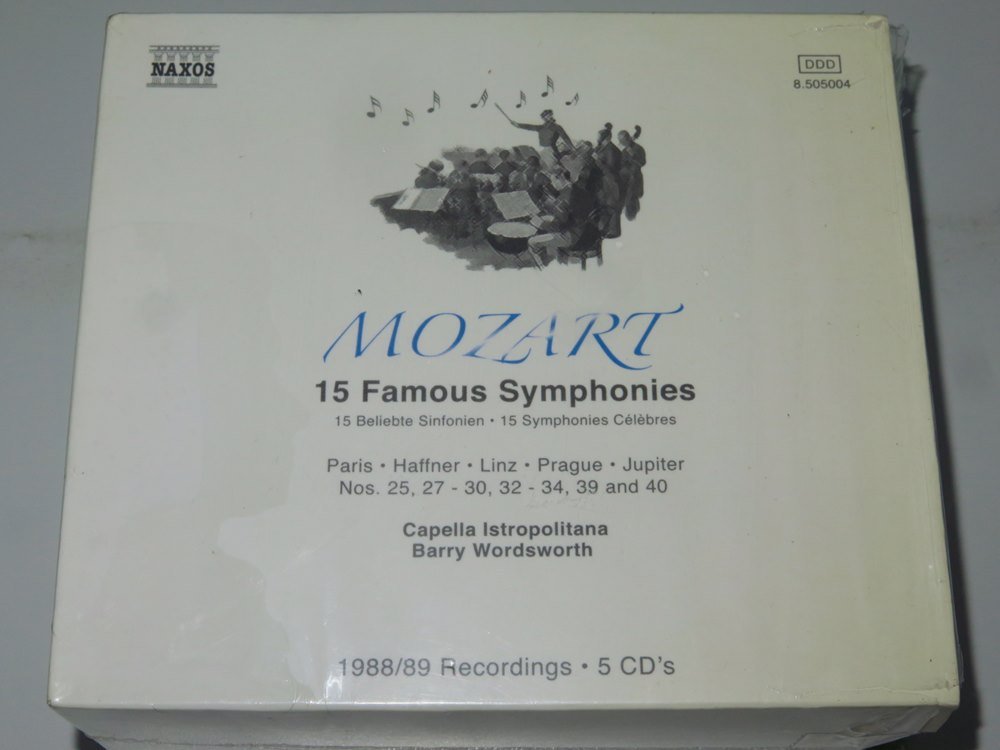 NAXOS
DDD
8.505004
MOZART
15 Famous Symphonies
15 Beliebte Sinfonien • 15 Symphonies Célèbres
Paris • Haffner • Linz • Prague • Jupiter
Nos. 25, 27 - 30, 32 - 34, 39 and 40
Capella Istropolitana
Barry Wordsworth
1988/89 Recordings • 5 CD's